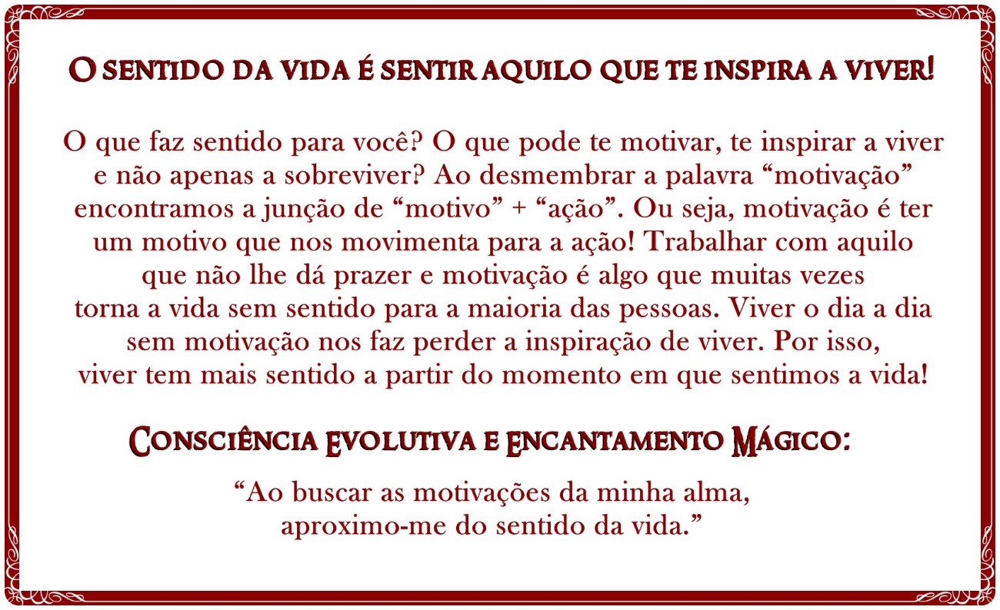 O SENTIDO DA VIDA É SENTIR AQUILO QUE TE INSPIRA A VIVER!
O que faz sentido para você? O que pode te motivar, te inspirar a viver
e não apenas a sobreviver? Ao desmembrar a palavra “motivação”
encontramos a junção de “motivo” + “ação”. Ou seja, motivação é ter
um motivo que nos movimenta para a ação! Trabalhar com aquilo
que não lhe dá prazer e motivação é algo que muitas vezes
torna a vida sem sentido para a maioria das pessoas. Viver o dia a dia
sem motivação nos faz perder a inspiração de viver. Por isso,
viver tem mais sentido a partir do momento em que sentimos a vida!
CONSCIÊNCIA EVOLUTIVA E ENCANTAMENTO MÁGICO:
“Ao buscar as motivações da minha alma,
aproximo-me do sentido da vida.”